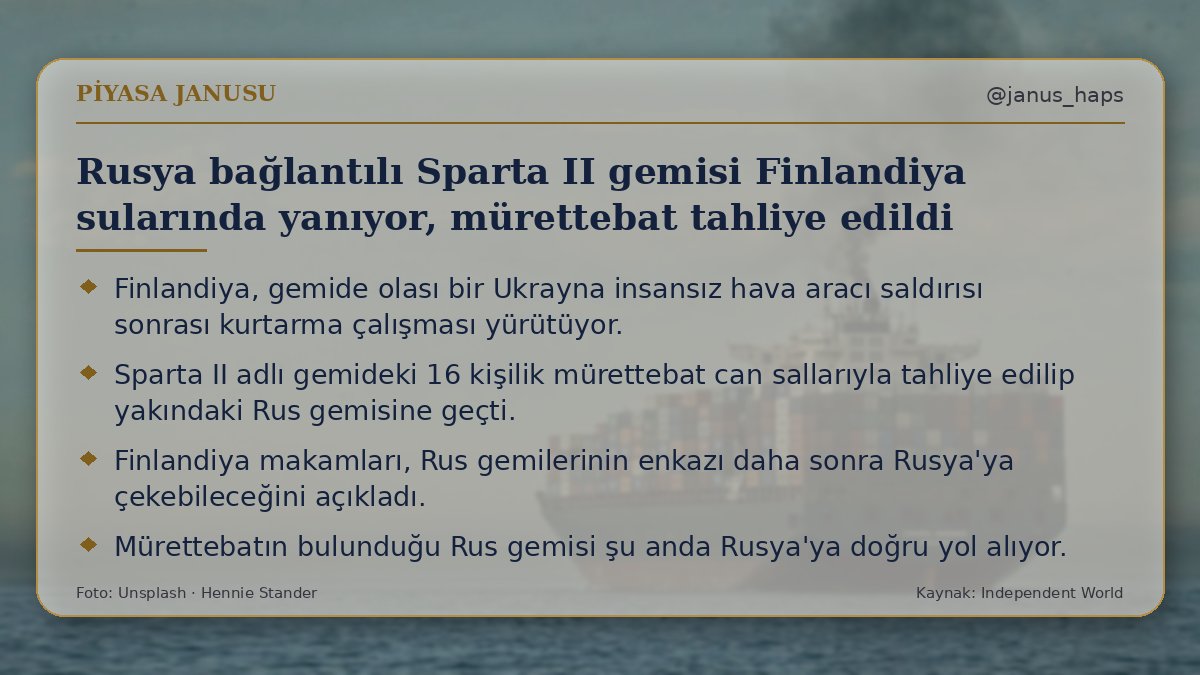 PİYASA JANUSU
@janus_haps
Rusya bağlantılı Sparta II gemisi Finlandiya
sularında yanıyor, mürettebat tahliye edildi
Finlandiya, gemide olası bir Ukrayna insansız hava aracı saldırısı
sonrası kurtarma çalışması yürütüyor.
Sparta II adlı gemideki 16 kişilik mürettebat can sallarıyla tahliye edilip
yakındaki Rus gemisine geçti.
Finlandiya makamları, Rus gemilerinin enkazı daha sonra Rusya'ya
çekebileceğini açıkladı.
Mürettebatın bulunduğu Rus gemisi şu anda Rusya'ya doğru yol alıyor.
Foto: Unsplash · Hennie Stander
Kaynak: Independent World